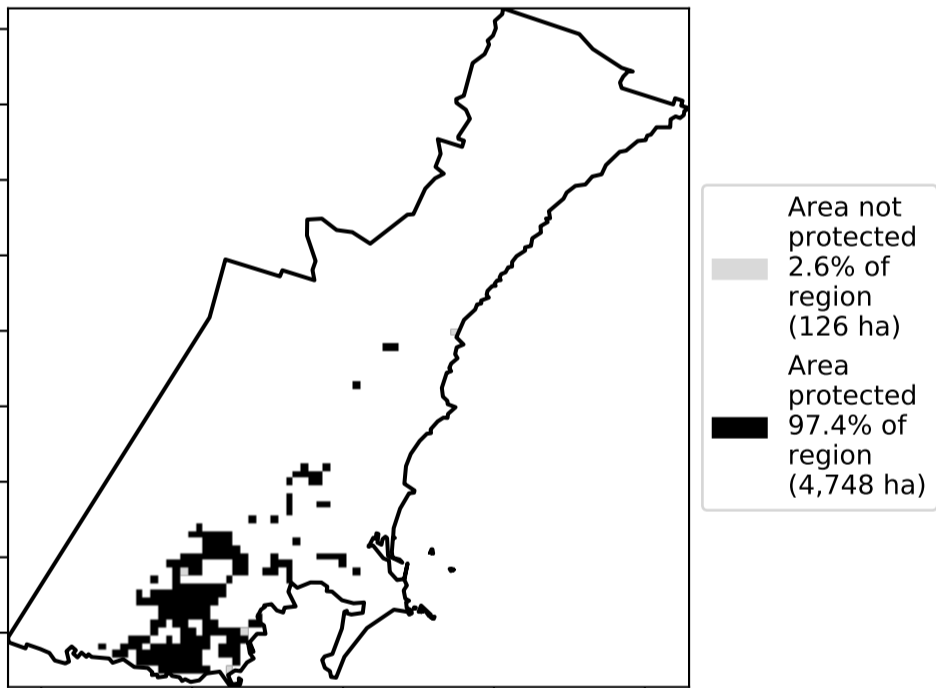 Area not
protected
2.6% of
region
(126 ha)
Area
protected
97.4% of
region
(4,748 ha)